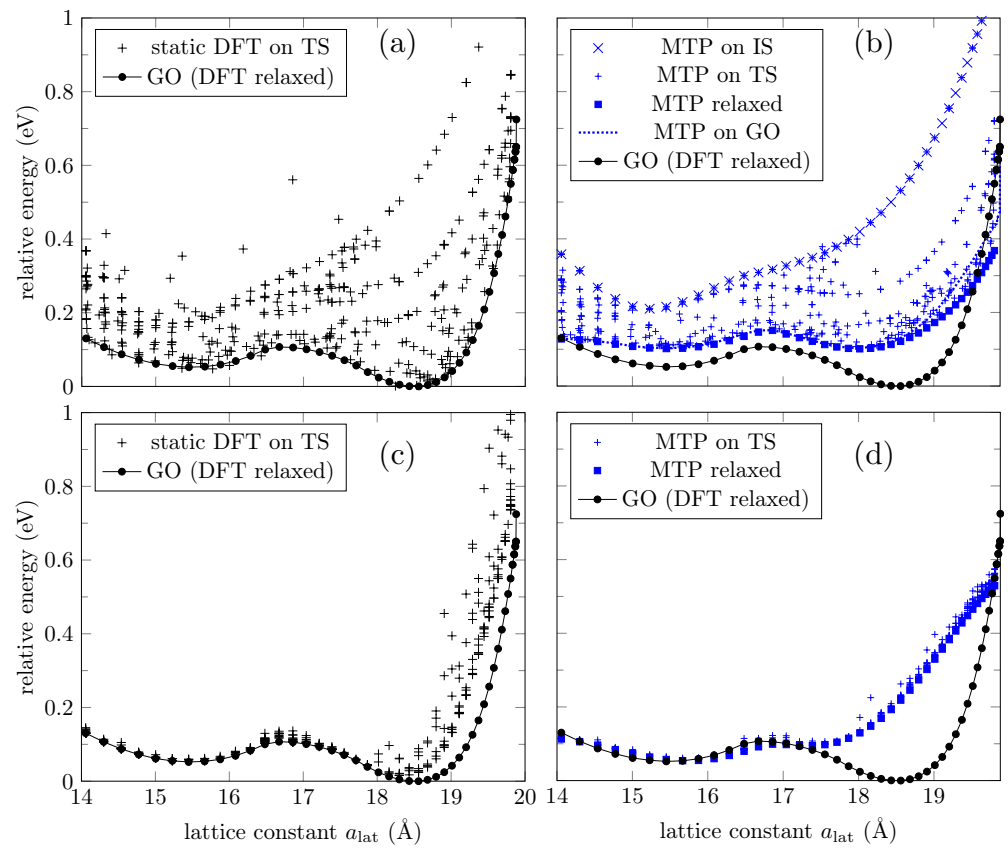 1
0.8
0.6
0.4
0.2
0
relative energy (eV)
static DFT on TS
GO (DFT relaxed)
(a)
MTP on IS
MTP on TS
MTP relaxed
MTP on GO
GO (DFT relaxed)
(b)
1
0.8
0.6
0.4
0.2
0
relative energy (eV)
static DFT on TS
GO (DFT relaxed)
(c)
14 15 16 17 18 19 20
lattice constant a_lat (Å)
MTP on TS
MTP relaxed
GO (DFT relaxed)
(d)
14 15 16 17 18 19
lattice constant a_lat (Å)